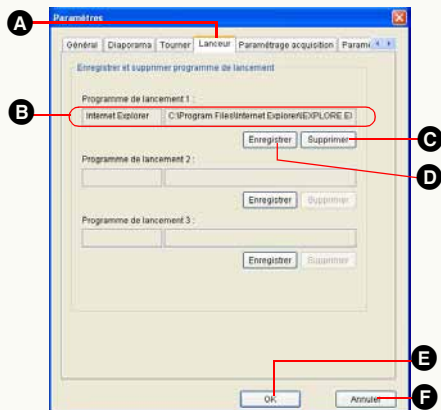 Paramètres
A
Général Diaporama Tourner Lanceur Paramétrage acquisition Paramé
Enregistrer et supprimer programme de lancement
Programme de lancement 1 :
B
Internet Explorer C:\Program Files\Internet Explorer\IEXPLORE E
Enregistrer Supprimer
C
D
Programme de lancement 2 :
Enregistrer Supprimer
Programme de lancement 3 :
Enregistrer Supprimer
E
OK Annuler
F